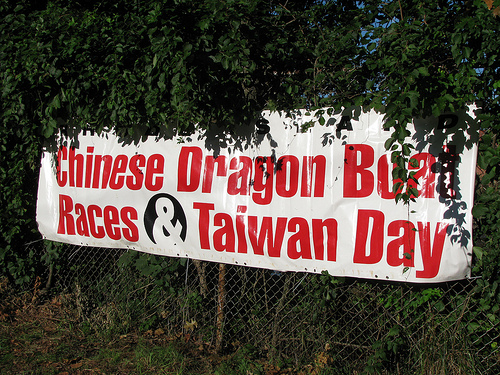 Chinese Dragon Boat
Races & Taiwan Day